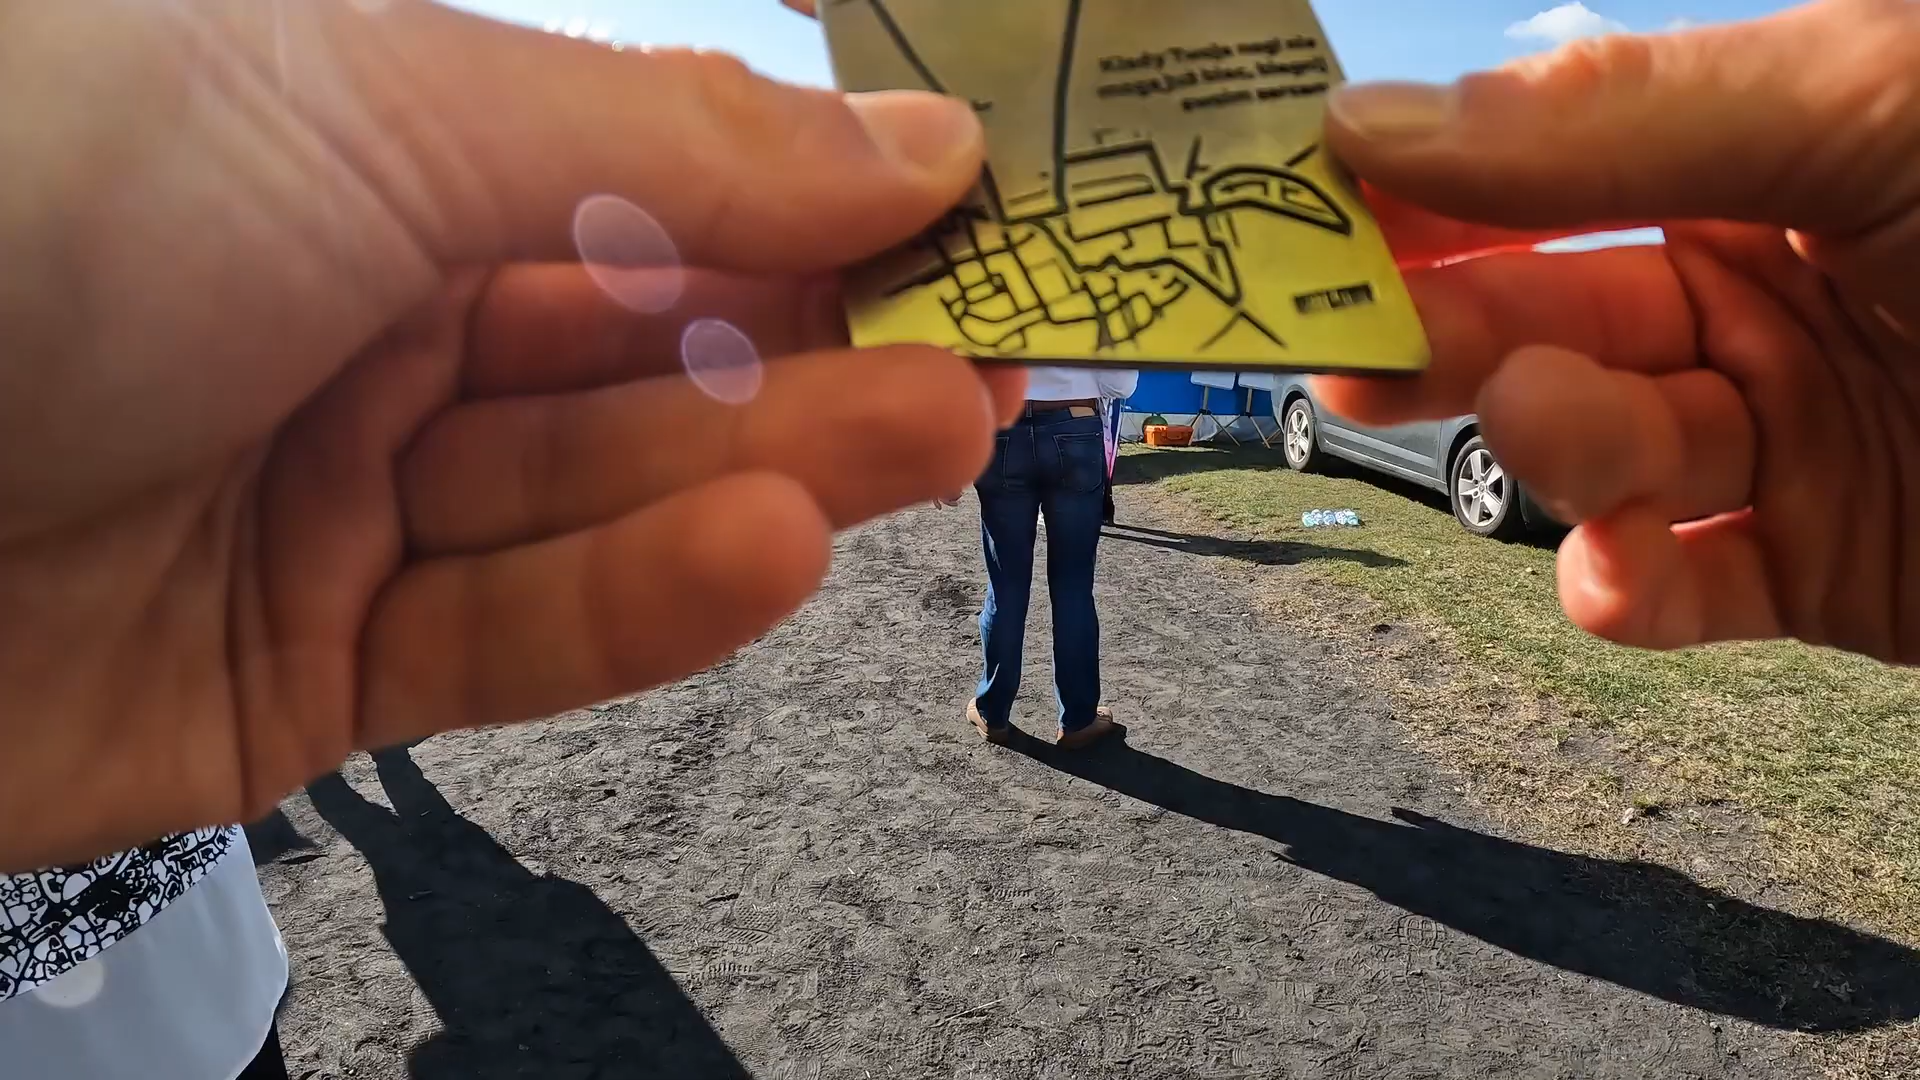 Kiedy Twoje nogi nie
mogą już biec, biegnij
swoim sercem